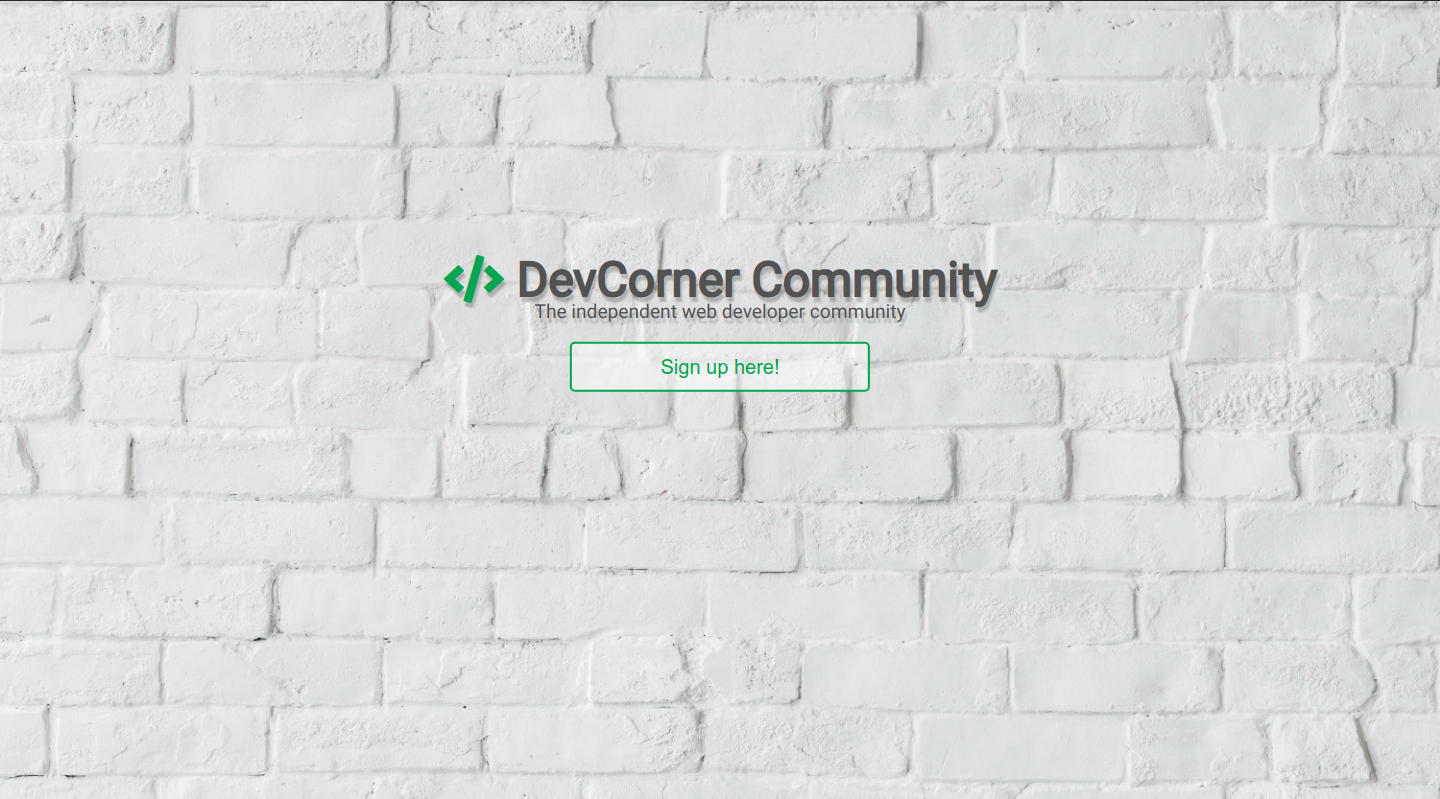 DevCorner Community
The independent web developer community
Sign up here!